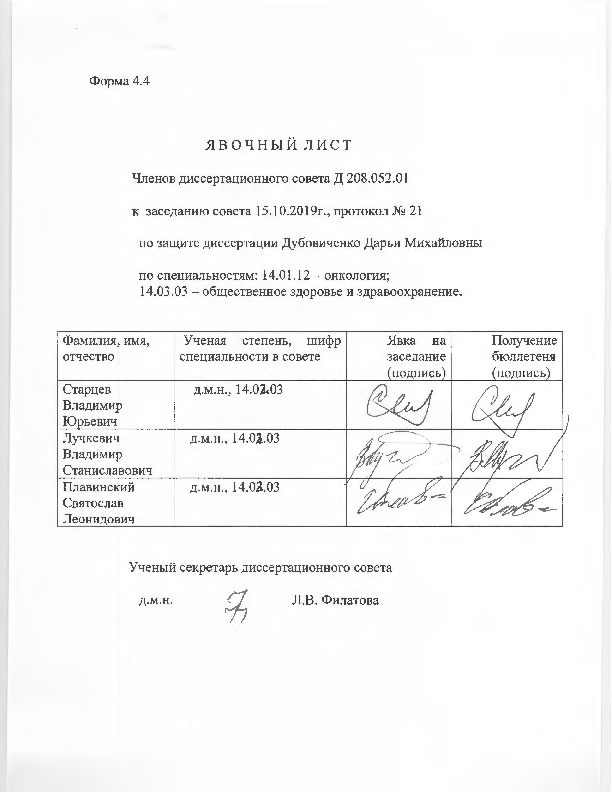 Форма 4.4
ЯВОЧНЫЙ ЛИСТ
Членов диссертационного совета Д 208.052.01
к заседанию совета 15.10.2019г., протокол № 21
по защите диссертации Дубовиченко Дарьи Михайловны
по специальностям: 14.01.12 - онкология;
14.03.03 – общественное здоровье и здравоохранение.
Фамилия, имя, отчество
Ученая степень, шифр специальности в совете
Явка на заседание (подпись)
Получение бюллетеня (подпись)
Старцев Владимир Юрьевич
д.м.н., 14.02.03
Лучкевич Владимир Станиславович
д.м.н., 14.02.03
Плавинский Святослав Леонидович
д.м.н., 14.02.03
Ученый секретарь диссертационного совета
д.м.н. Л.В. Филатова